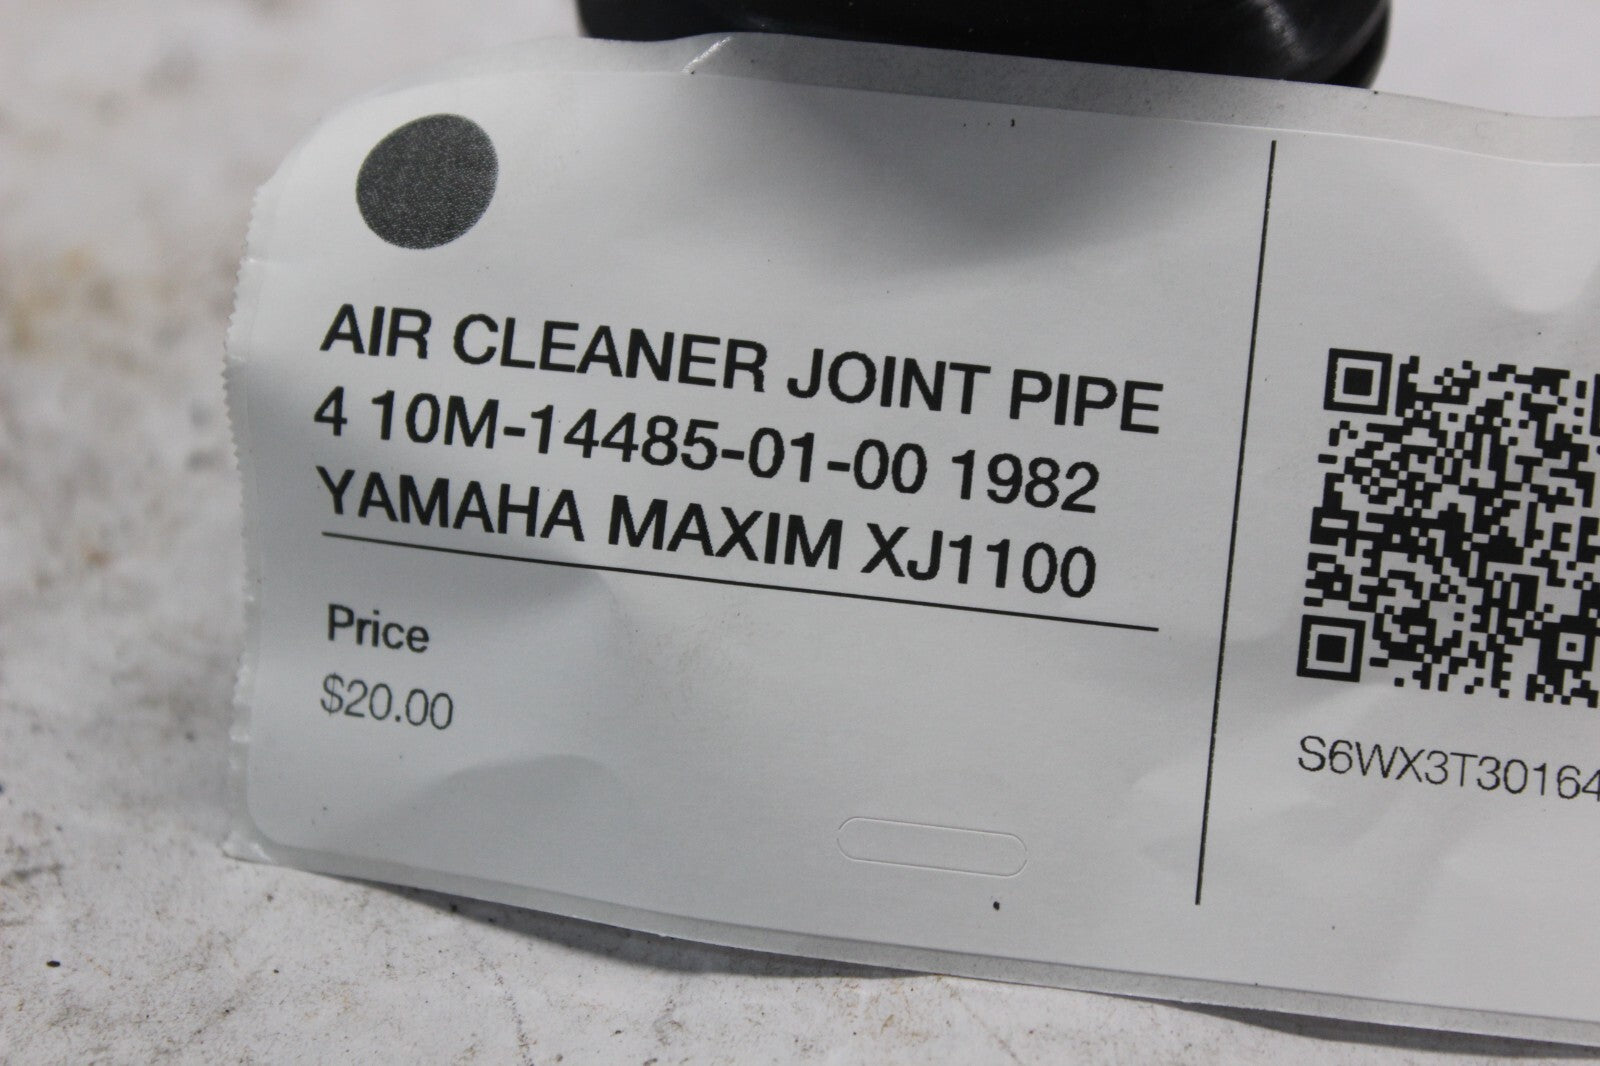 AIR CLEANER JOINT PIPE
4 10M-14485-01-00 1982
YAMAHA MAXIM XJ1100
Price
$20.00
S6WX3T30164